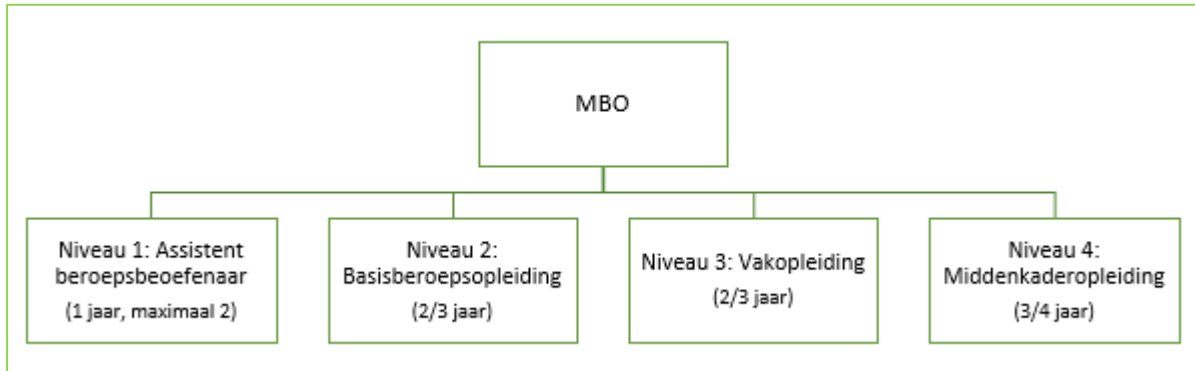 MBO
Niveau 1: Assistent
beroepsbeoefenaar
(1 jaar, maximaal 2)
Niveau 2:
Basisberoepsopleiding
(2/3 jaar)
Niveau 3: Vakopleiding
(2/3 jaar)
Niveau 4:
Middenkaderopleiding
(3/4 jaar)